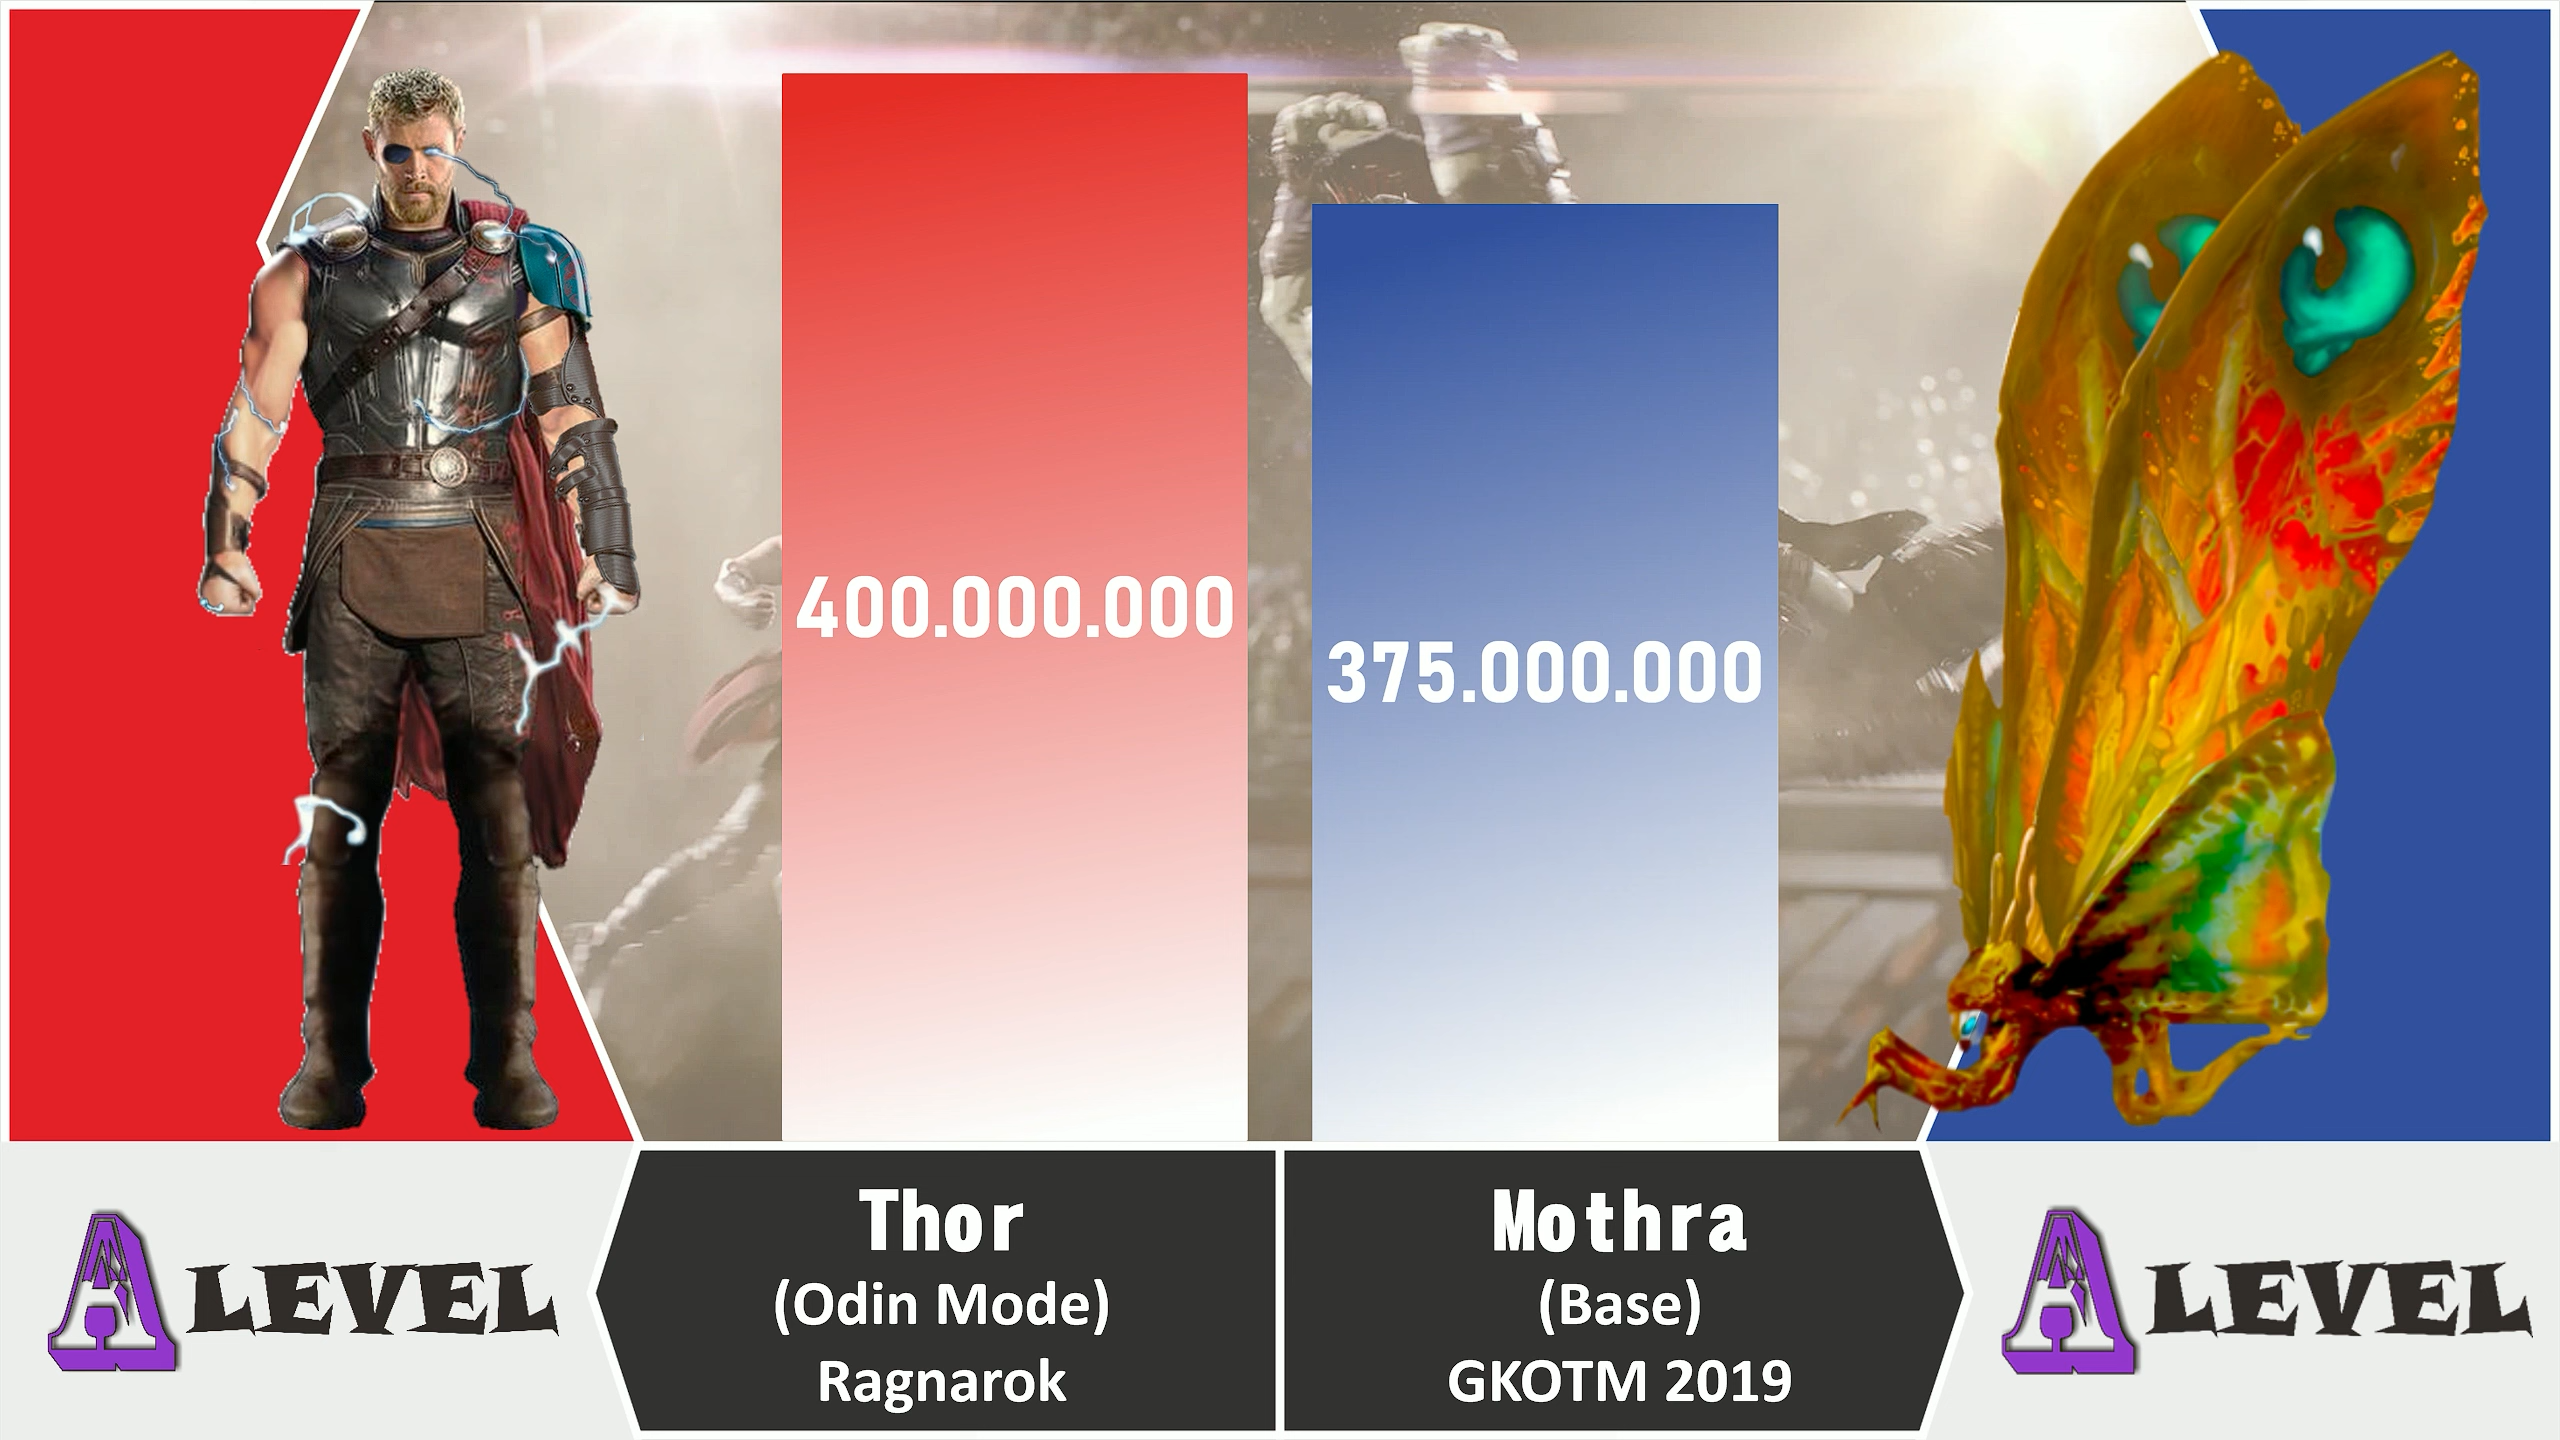 400.000.000
375.000.000
A LEVEL
Thor
(Odin Mode)
Ragnarok
Mothra
(Base)
GKOTM 2019
A LEVEL